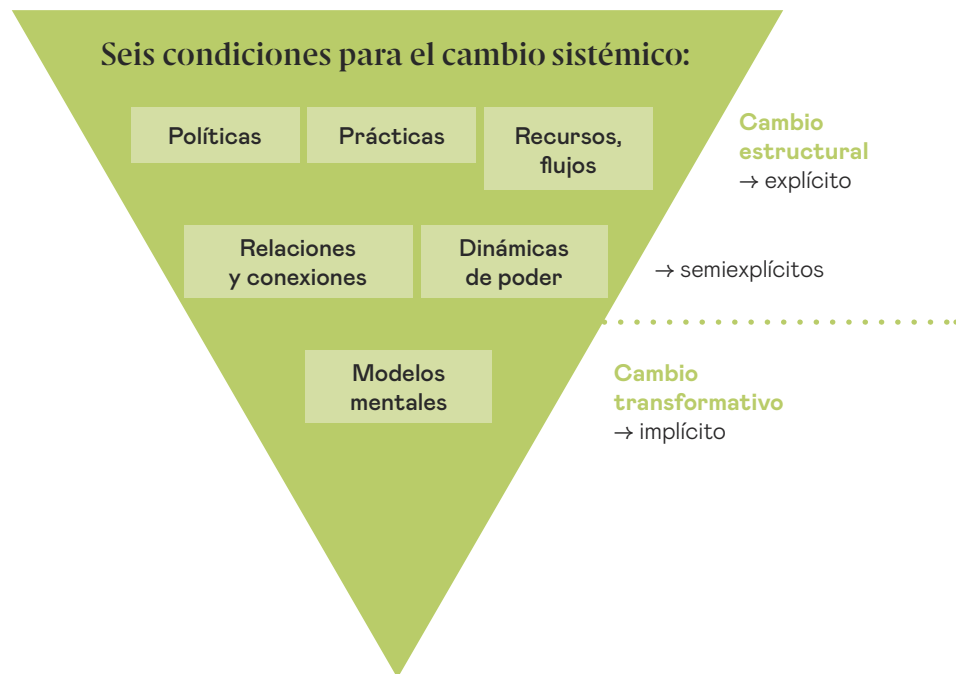 Seis condiciones para el cambio sistémico:
Políticas
Prácticas
Recursos,
flujos
Cambio
estructural
→ explícito
Relaciones
y conexiones
Dinámicas
de poder
→ semiexplícitos
Modelos
mentales
Cambio
transformativo
→ implícito